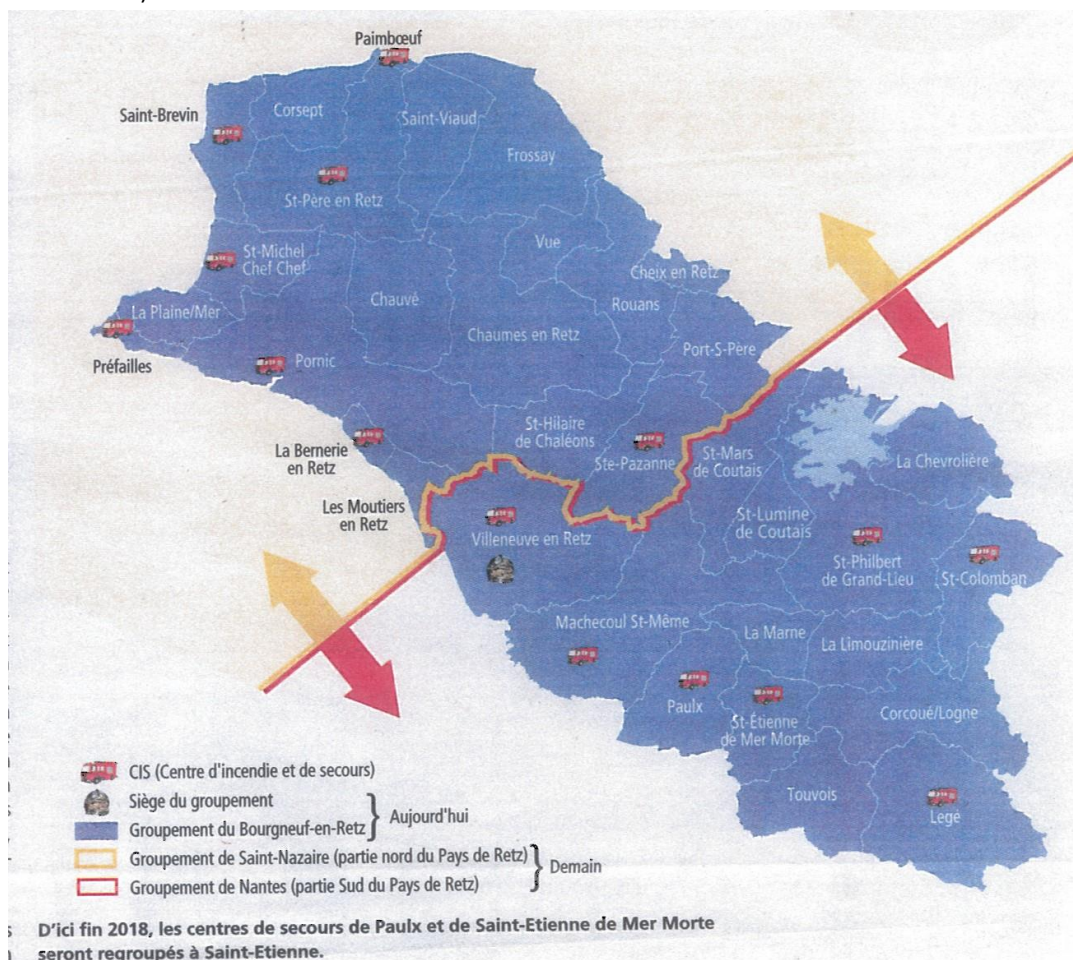 Paimbœuf
Saint-Brevin
Corsept
Saint-Viaud
Frossay
St-Père en Retz
Vue
St-Michel
Chef Chef
Cheix en Retz
Chauvé
Rouans
La Plaine/Mer
Chaumes en Retz
Port-S-Père
Préfailles
Pornic
St-Hilaire
de Chaléons
La Bernerie
en Retz
Ste-Pazanne
St-Mars
de Coutais
La Chevrolière
Les Moutiers
en Retz
Villeneuve en Retz
St-Lumine
de Coutais
St-Philbert
de Grand-Lieu
St-Colomban
Machecoul St-Même
La Marne
La Limouzinière
Paulx
St-Étienne
de Mer Morte
Corcoué/Logne
Touvois
Legé
CIS (Centre d'incendie et de secours)
Siège du groupement
Groupement du Bourgneuf-en-Retz
Aujourd'hui
Groupement de Saint-Nazaire (partie nord du Pays de Retz)
Groupement de Nantes (partie Sud du Pays de Retz)
Demain
D'ici fin 2018, les centres de secours de Paulx et de Saint-Etienne de Mer Morte
seront regroupés à Saint-Etienne.